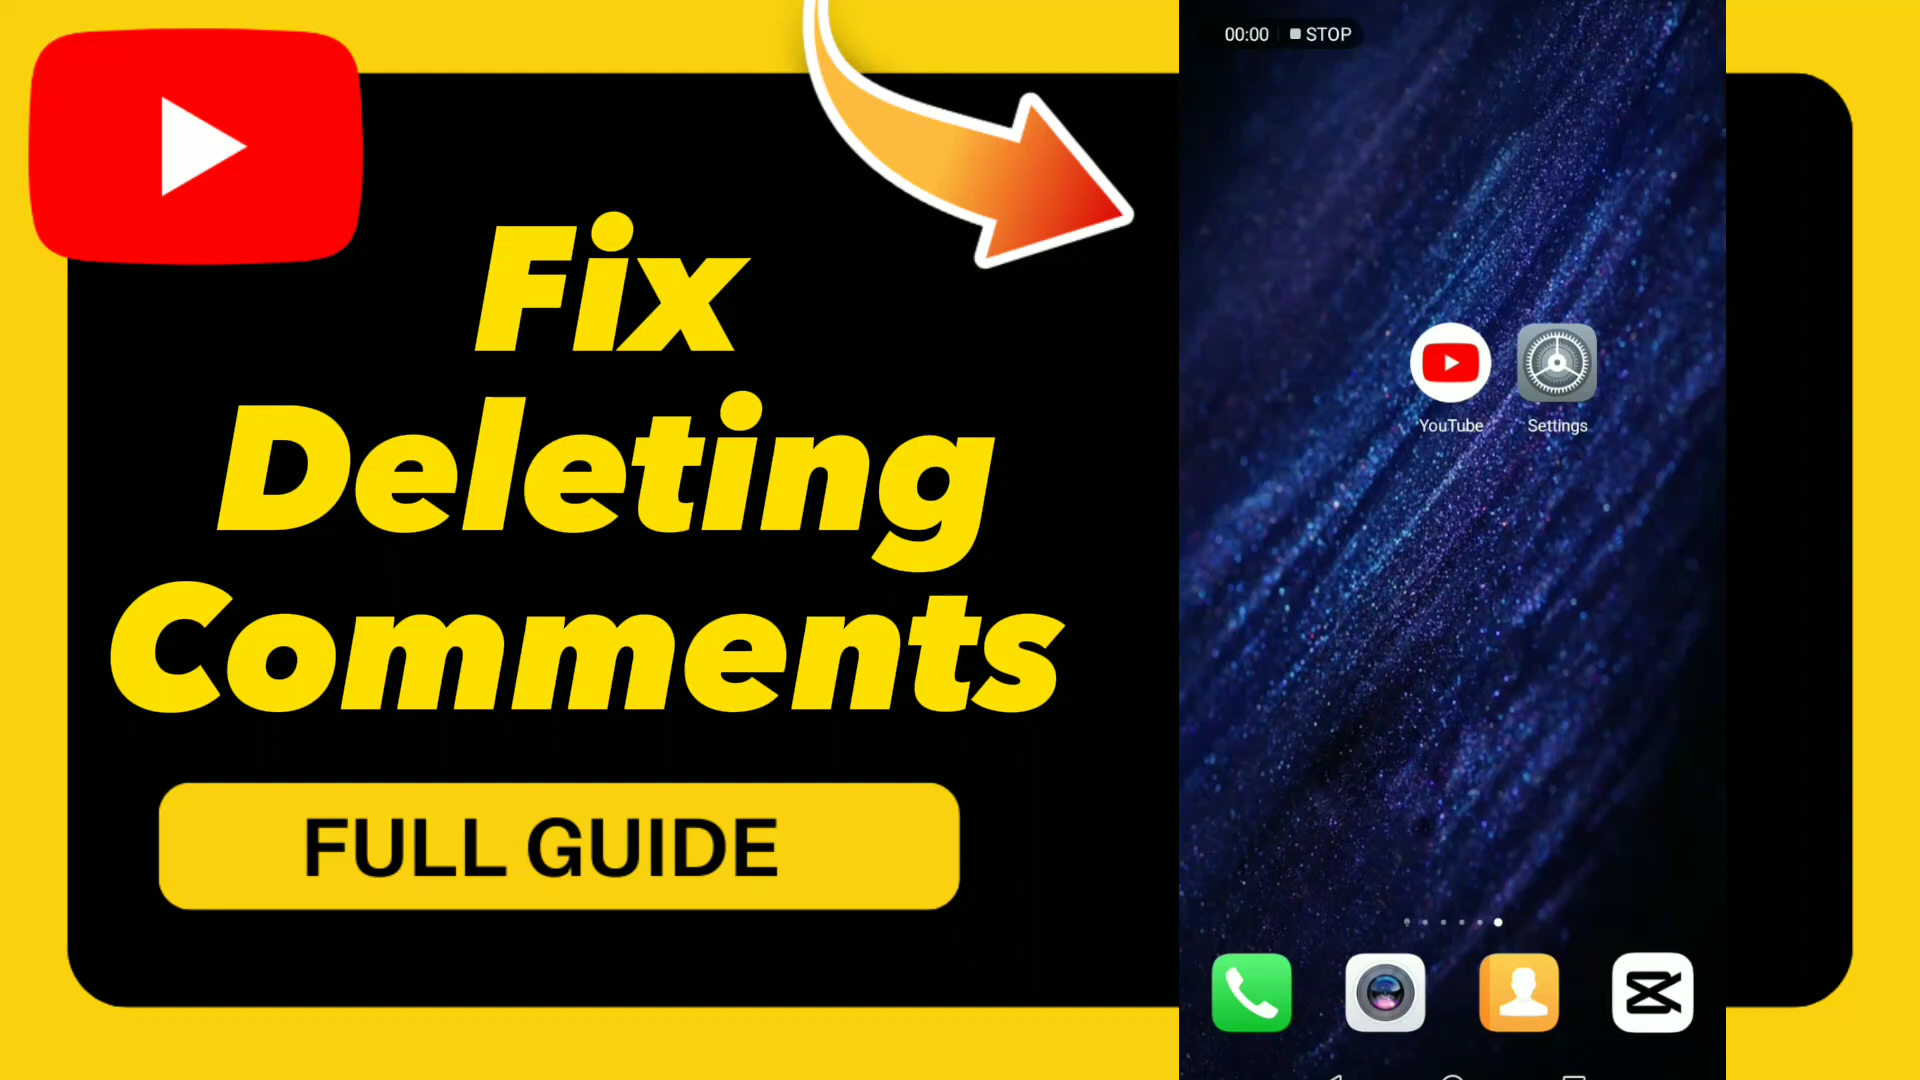 Fix
Deleting
Comments
FULL GUIDE
00:00 STOP
YouTube Settings